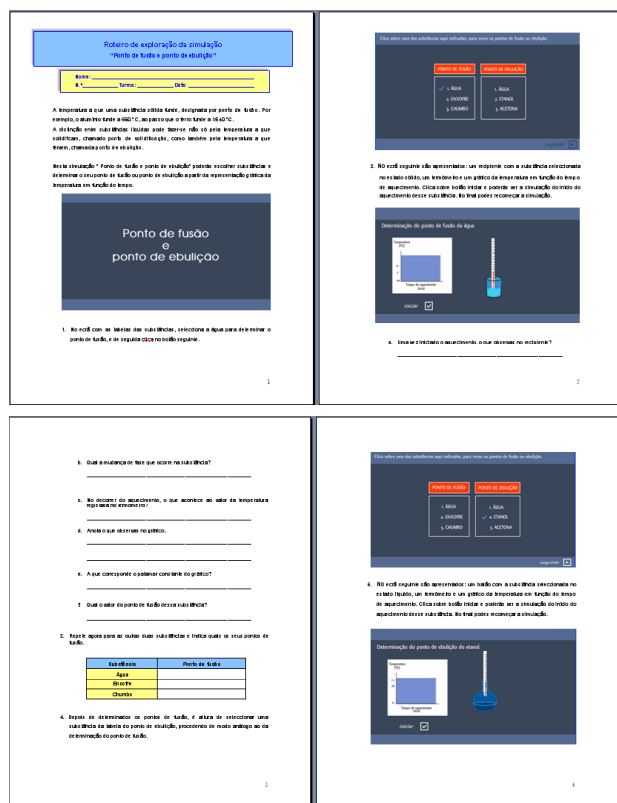 Roteiro de exploração da simulação
"Ponto de fusão e ponto de ebulição"
Nome:
N.º Turma: Data:
A temperatura a que uma substância sólida funde, designada por ponto de fusão. Por
exemplo, o alumínio funde a 660°C, ao passo que o ferro funde a 1540°C.
A distinção entre substâncias líquidas pode fazer-se não só pela temperatura a que
solidificam, chamado ponto de solidificação, como também pela temperatura a que
fervem, chamada ponto de ebulição.
Nesta simulação " Ponto de fusão e ponto de ebulição" poderás escolher substâncias e
determinar o seu ponto de fusão ou ponto de ebulição a partir da representação gráfica da
temperatura em função do tempo.
Ponto de fusão
e
ponto de ebulição
1. No ecrã com as tabelas das substâncias, selecciona a água para determinar o
ponto de fusão, e de seguida clica no botão seguinte.
1
Clica sobre uma das substâncias aqui indicadas, para veres os pontos de fusão ou ebulição.
PONTO DE FUSÃO PONTO DE EBULIÇÃO
1. ÁGUA 1. ÁGUA
2. ENXOFRE 2. ETANOL
3. CHUMBO 3. ACETONA
seguinte
2. NO ecrã seguinte são apresentados: um recipiente com a substância seleccionada
no estado sólido, um termómetro e um gráfico da temperatura em função do tempo
de aquecimento. Clica sobre botão iniciar e poderás ver a simulação do início do
aquecimento desse substância. No final podes recomeçar a simulação.
Determinação do ponto de fusão da água
Temperatura
(ºC)
Tempo de aquecimento
(min)
iniciar
a. Uma vez iniciado o aquecimento, o que observas no recipiente?
2
b. Qual a mudança de fase que ocorre na substância?
c. No decorrer do aquecimento, o que acontece ao valor da temperatura
registada no termómetro?
d. Anota o que observas no gráfico.
e. A que corresponde o patamar constante do gráfico?
f. Qual o valor do ponto de fusão dessa substância?
2. Repete agora para as outras duas substâncias e indica quais os seus pontos de
fusão.
Substância Ponto de fusão
Água
Enxofre
Chumbo
4. Depois de determinados os pontos de fusão, é altura de seleccionar uma
substância da tabela do ponto de ebulição, procedendo de modo análogo ao da
determinação do ponto de fusão.
3
Clica sobre uma das substâncias aqui indicadas, para veres os pontos de fusão ou ebulição.
PONTO DE FUSÃO PONTO DE EBULIÇÃO
1. ÁGUA 1. ÁGUA
2. ENXOFRE 2. ETANOL
3. CHUMBO 3. ACETONA
seguinte
5. NO ecrã seguinte são apresentados: um balão com a substância seleccionada no
estado líquido, um termómetro e um gráfico da temperatura em função do tempo
de aquecimento. Clica sobre botão iniciar e poderás ver a simulação do início do
aquecimento dessa substância. No final podes recomeçar a simulação.
Determinação do ponto de ebulição do etanol
Temperatura
(ºC)
Tempo de aquecimento
(min)
iniciar
4